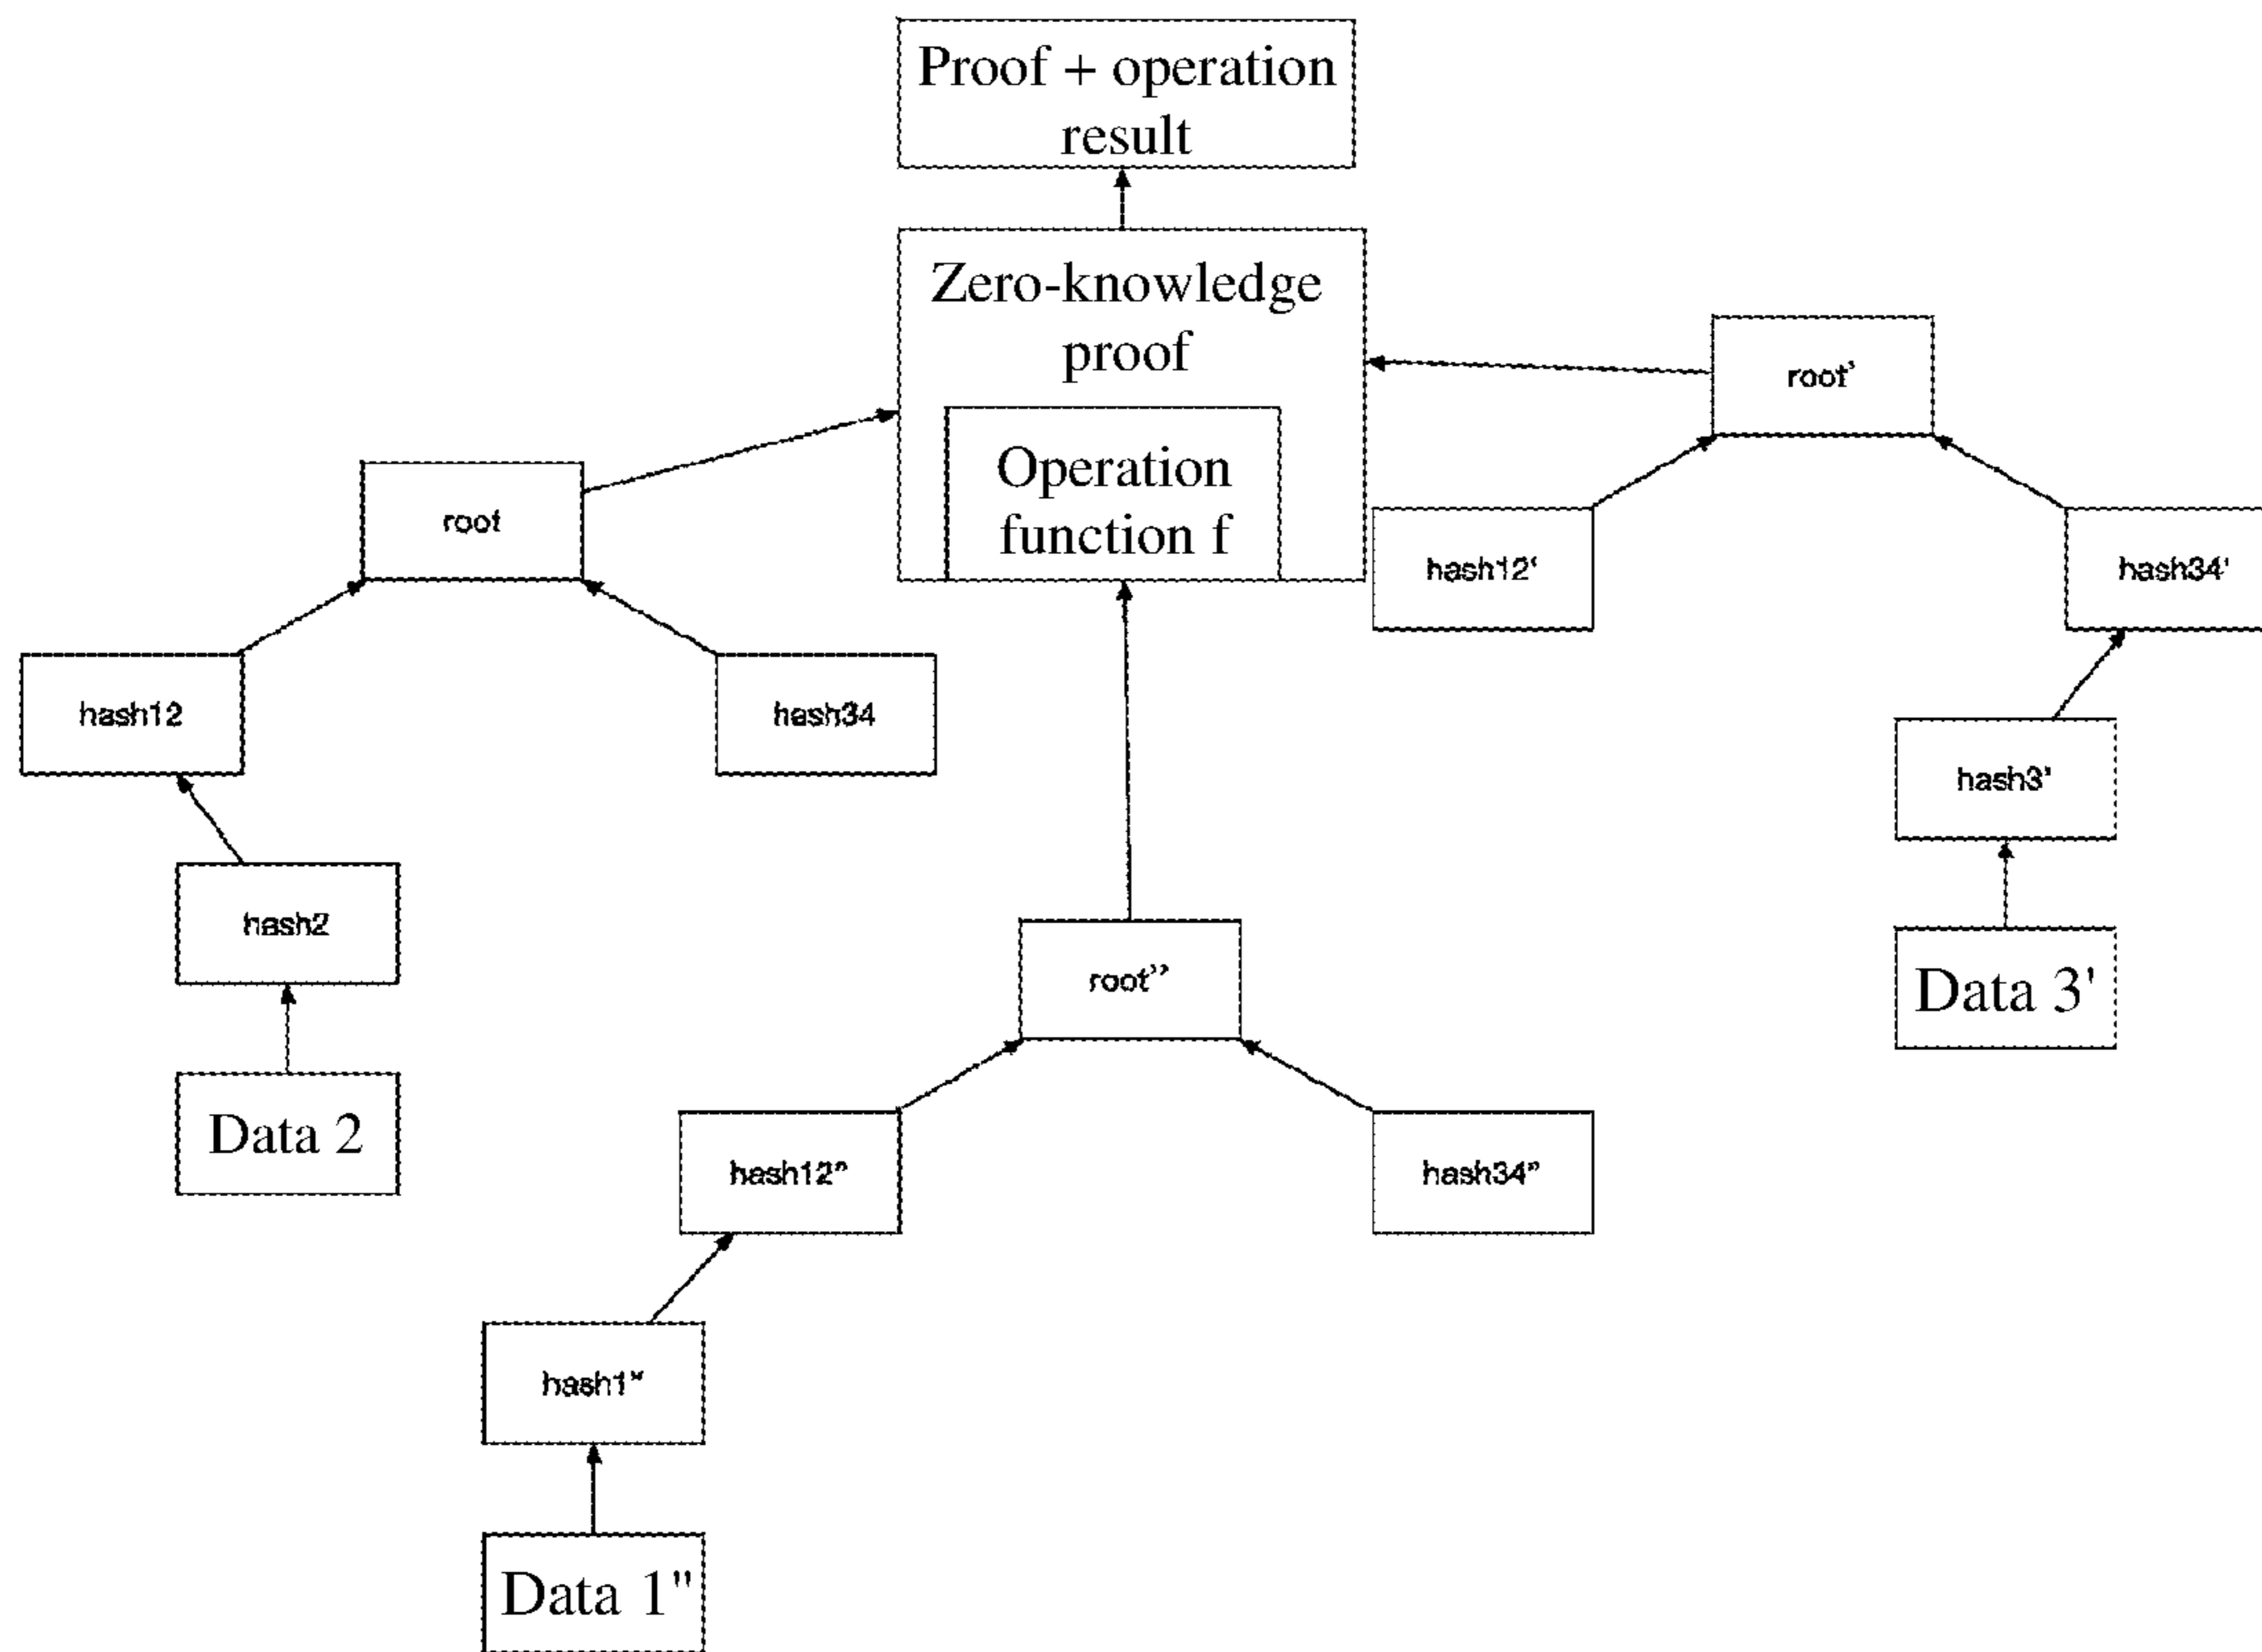 Proof + operation
result
Zero-knowledge
proof
Operation
function f
root'
root
hash12'
hash34'
hash12
hash34
hash3'
hash2
root''
Data 3'
Data 2
hash12"
hash34"
hash1"
Data 1"